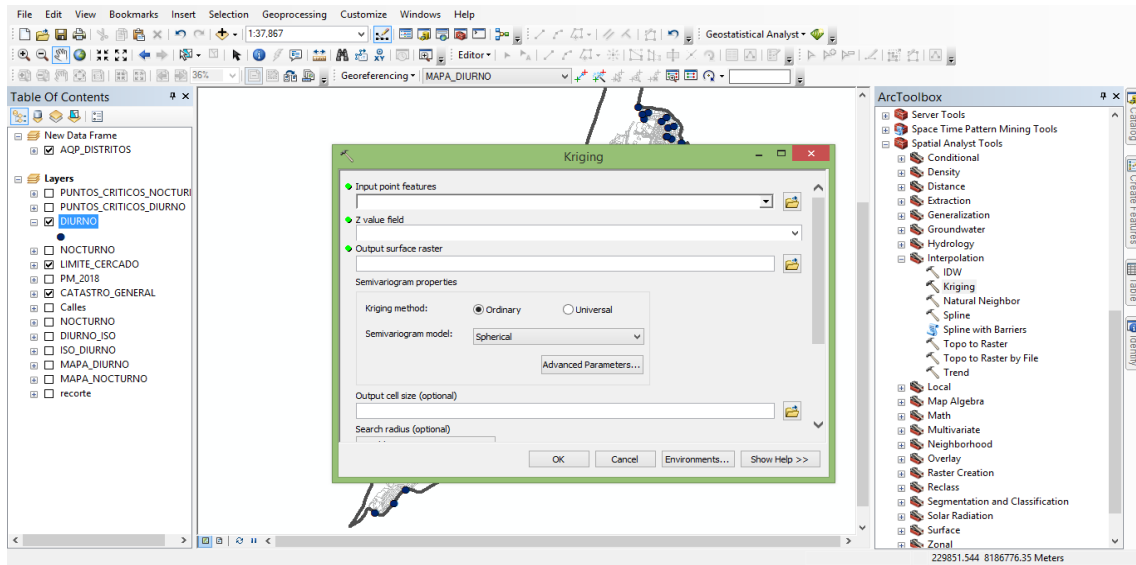 File Edit View Bookmarks Insert Selection Geoprocessing Customize Windows Help
1:37,867 Geostatistical Analyst
Editor
36% Georeferencing MAPA_DIURNO
Table Of Contents
New Data Frame
AQP_DISTRITOS
Layers
PUNTOS_CRITICOS_NOCTURI
PUNTOS_CRITICOS_DIURNO
DIURNO
NOCTURNO
LIMITE_CERCADO
PM_2018
CATASTRO_GENERAL
Calles
NOCTURNO
DIURNO_ISO
ISO_DIURNO
MAPA_DIURNO
MAPA_NOCTURNO
recorte
Kriging
Input point features
Z value field
Output surface raster
Semivariogram properties
Kriging method: Ordinary Universal
Semivariogram model: Spherical
Advanced Parameters...
Output cell size (optional)
Search radius (optional)
OK Cancel Environments... Show Help >>
ArcToolbox
Server Tools
Space Time Pattern Mining Tools
Spatial Analyst Tools
Conditional
Density
Distance
Extraction
Generalization
Groundwater
Hydrology
Interpolation
IDW
Kriging
Natural Neighbor
Spline
Spline with Barriers
Topo to Raster
Topo to Raster by File
Trend
Local
Map Algebra
Math
Multivariate
Neighborhood
Overlay
Raster Creation
Reclass
Segmentation and Classification
Solar Radiation
Surface
Zonal
Catalog
Create Features
Table
Identify
229851.544 8186776.35 Meters